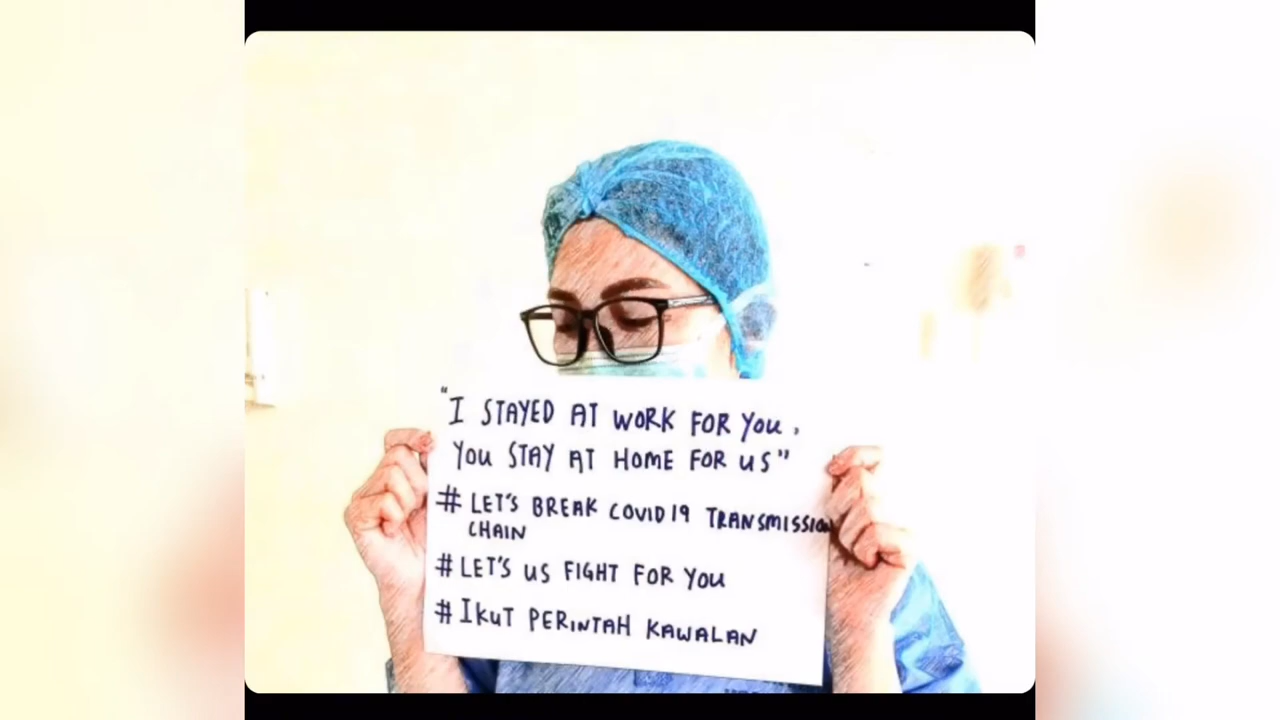 "I STAYED AT WORK FOR YOU,
YOU STAY AT HOME FOR US"
# LET'S BREAK COVID19 TRANSMISSION
CHAIN
# LET'S US FIGHT FOR YOU
# IKUT PERINTAH KAWALAN